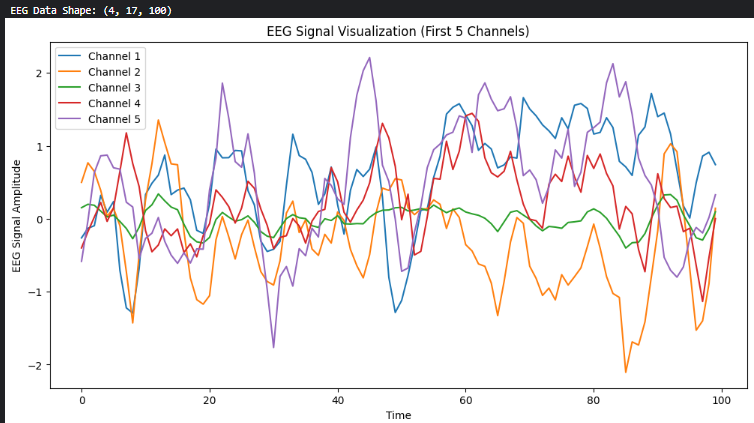 EEG Data Shape: (4, 17, 100)
EEG Signal Visualization (First 5 Channels)
Channel 1
Channel 2
Channel 3
Channel 4
Channel 5
2
1
0
−1
−2
EEG Signal Amplitude
0 20 40 60 80 100
Time